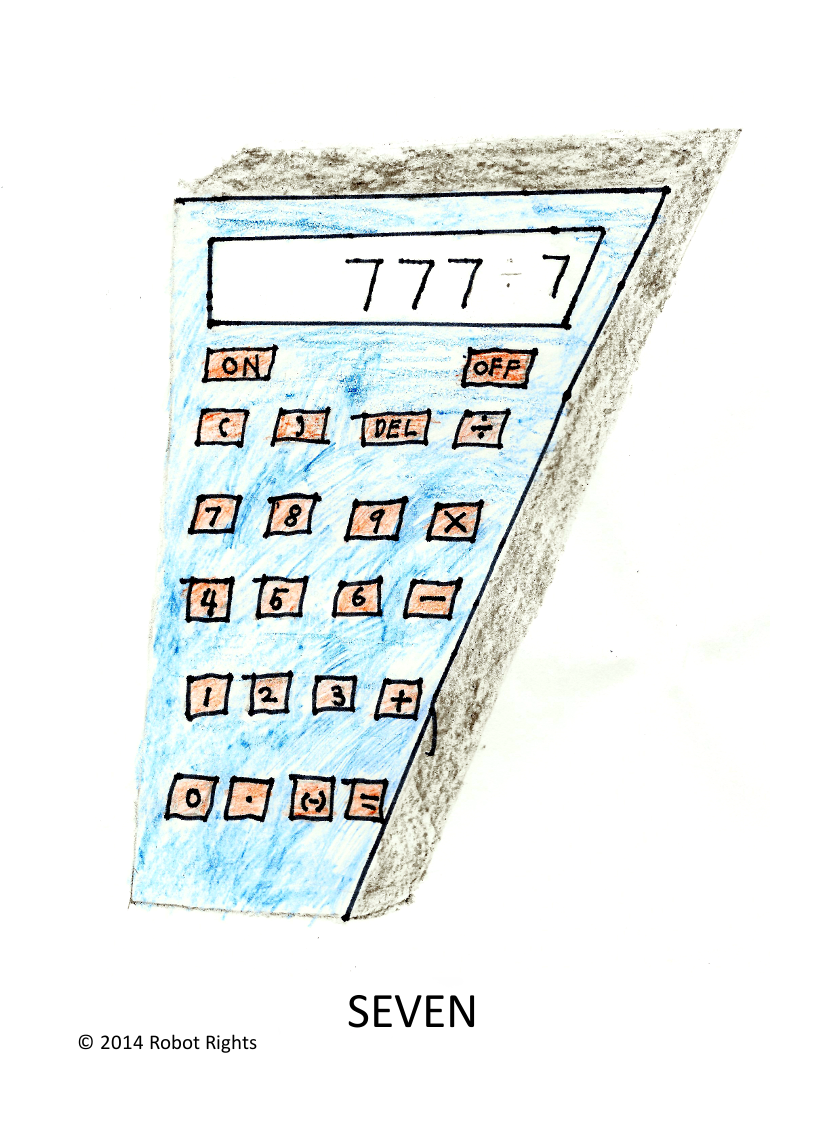 777 ÷ 7
ON OFF
( ) DEL ÷
7 8 9 ×
4 5 6 −
1 2 3 +
0 . (-) =
SEVEN
© 2014 Robot Rights